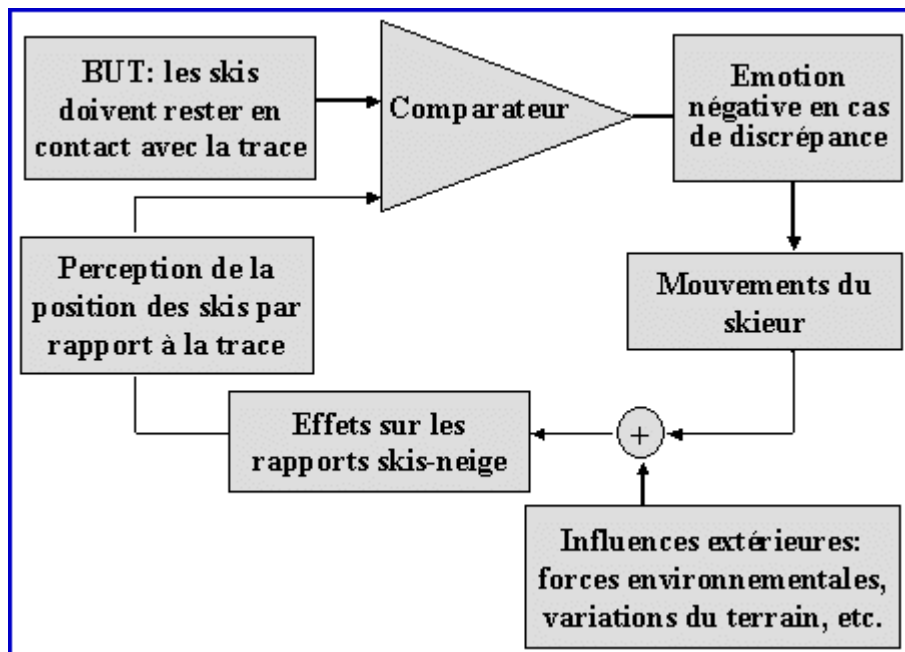 BUT: les skis
doivent rester en
contact avec la trace
Comparateur
Emotion
négative en cas
de discrépance
Perception de la
position des skis par
rapport à la trace
Mouvements du
skieur
Effets sur les
rapports skis-neige
+
Influences extérieures:
forces environnementales,
variations du terrain, etc.